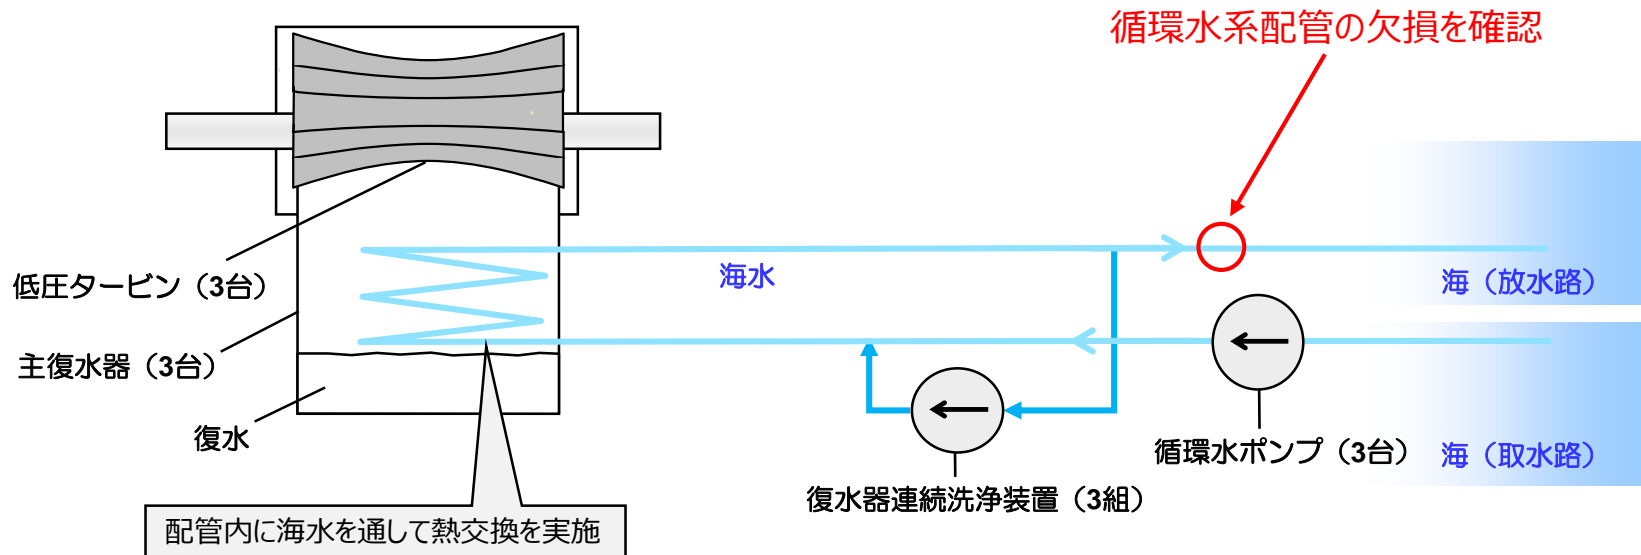 循環水系配管の欠損を確認
低圧タービン（3台）
海水
海（放水路）
主復水器（3台）
復水
循環水ポンプ（3台）
海（取水路）
復水器連続洗浄装置（3組）
配管内に海水を通して熱交換を実施